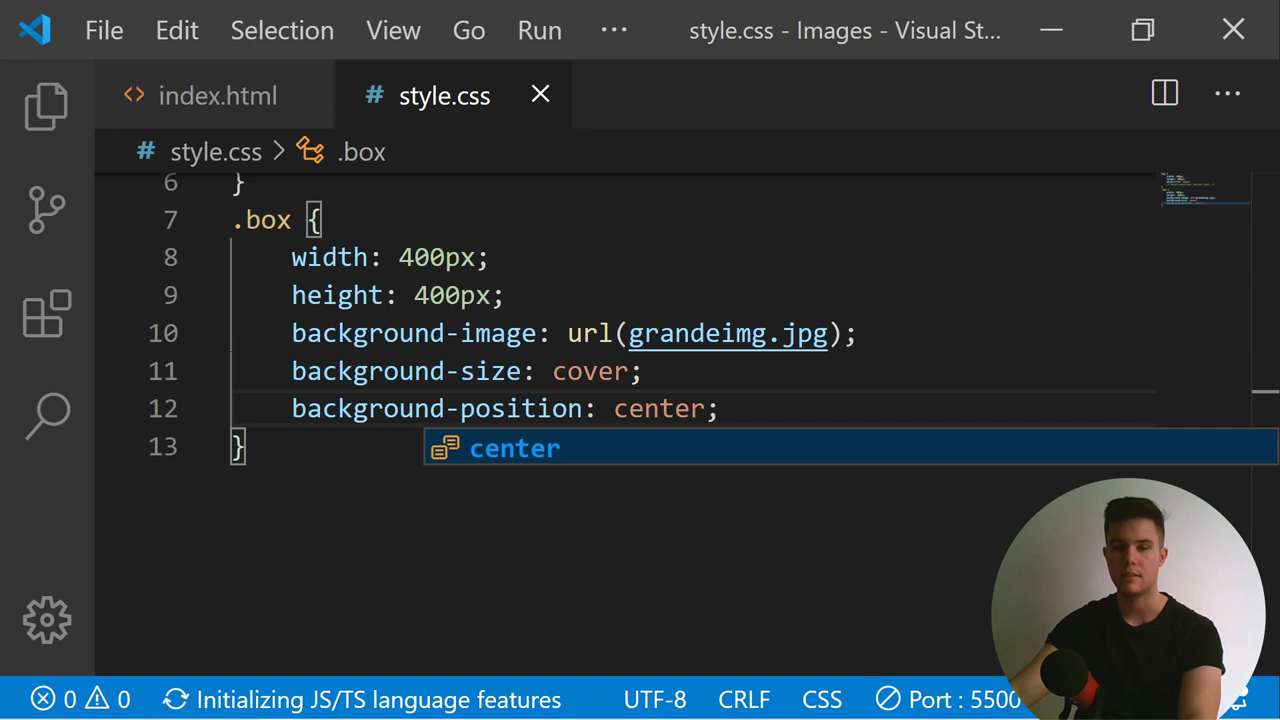 File Edit Selection View Go Run ··· style.css - Images - Visual St...
index.html style.css
style.css > .box
6 }
7 .box {
8 width: 400px;
9 height: 400px;
10 background-image: url(grandeimg.jpg);
11 background-size: cover;
12 background-position: center;
13 }
center
0 0 Initializing JS/TS language features UTF-8 CRLF CSS Port : 5500